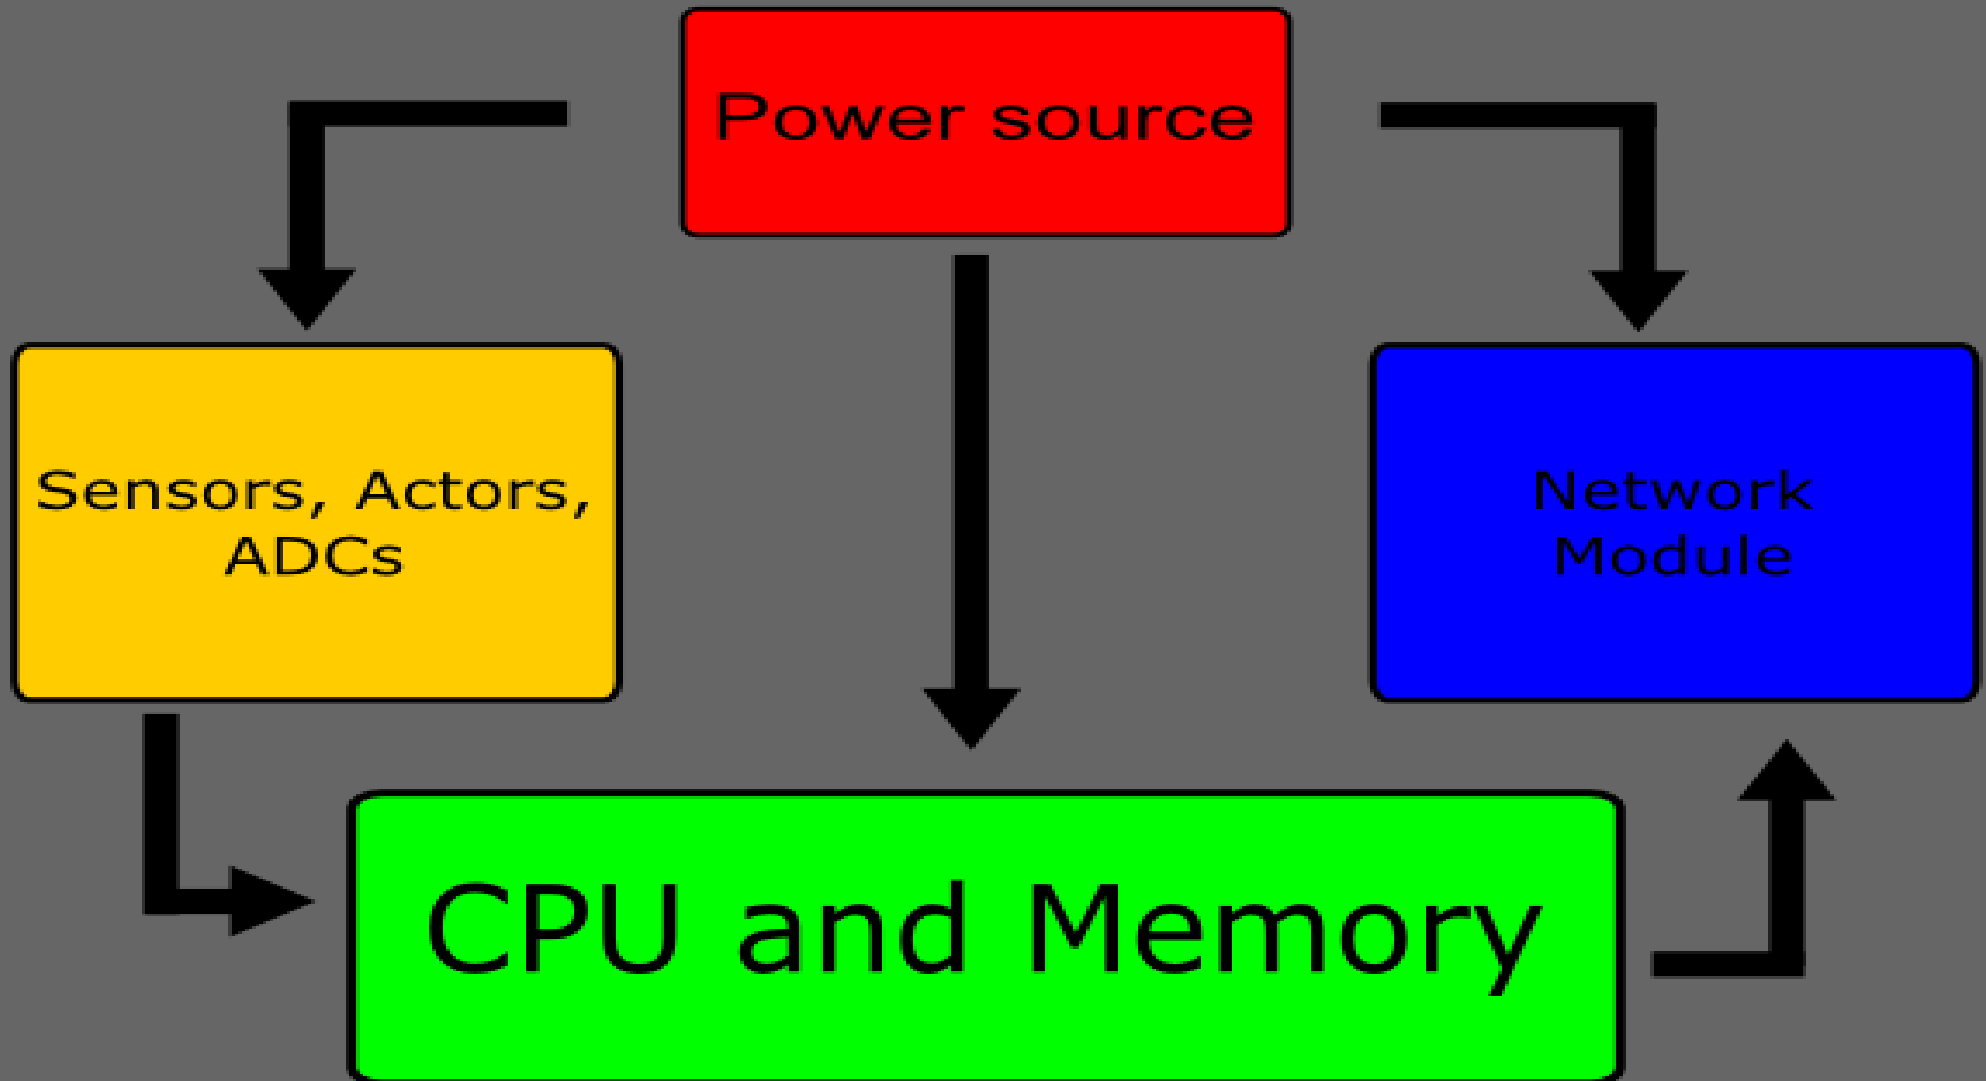 Power source
Sensors, Actors,
ADCs
Network
Module
CPU and Memory